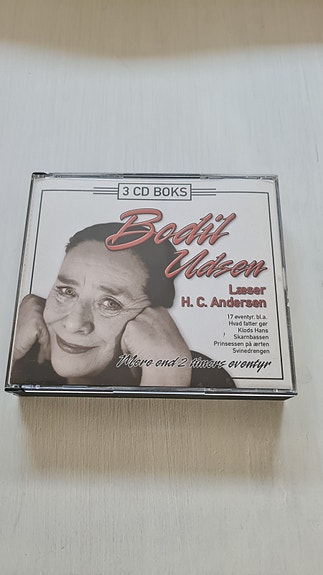 3 CD BOKS
Bodil
Udsen
Læser
H. C. Andersen
17 eventyr, bl.a.
Hvad fatter gør
Klods Hans
Skarnbassen
Prinsessen på ærten
Svinedrengen
Mere end 2 timers eventyr